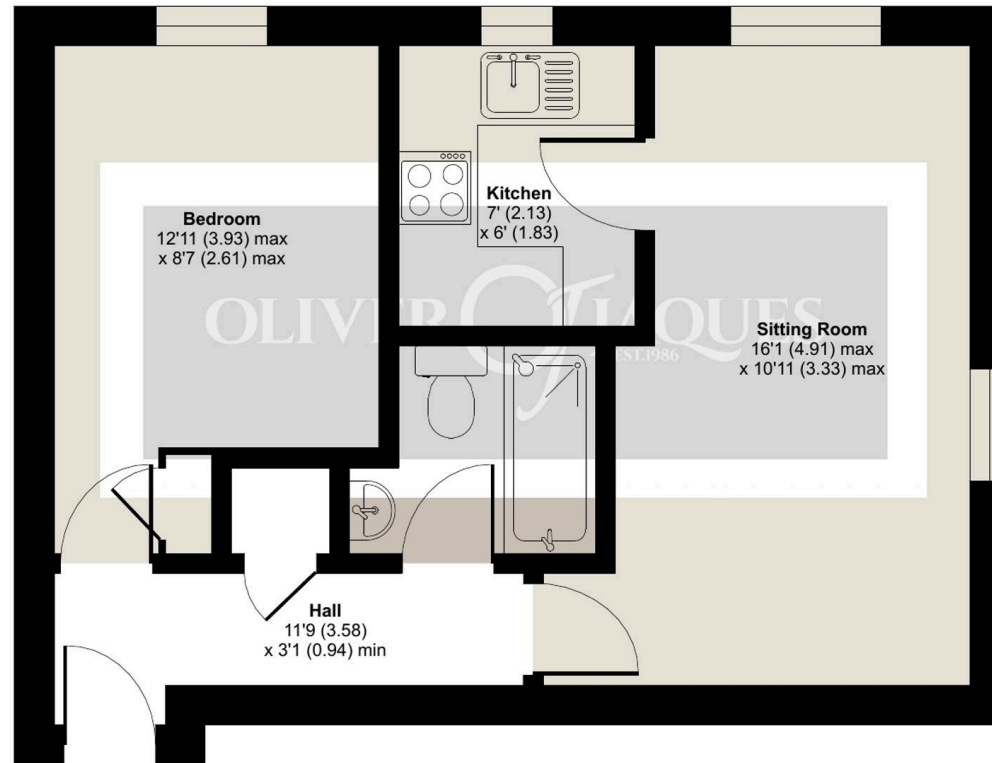 Bedroom
12'11 (3.93) max
x 8'7 (2.61) max
Kitchen
7' (2.13)
x 6' (1.83)
OLIVER JAQUES
EST.1986
Sitting Room
16'1 (4.91) max
x 10'11 (3.33) max
Hall
11'9 (3.58)
x 3'1 (0.94) min